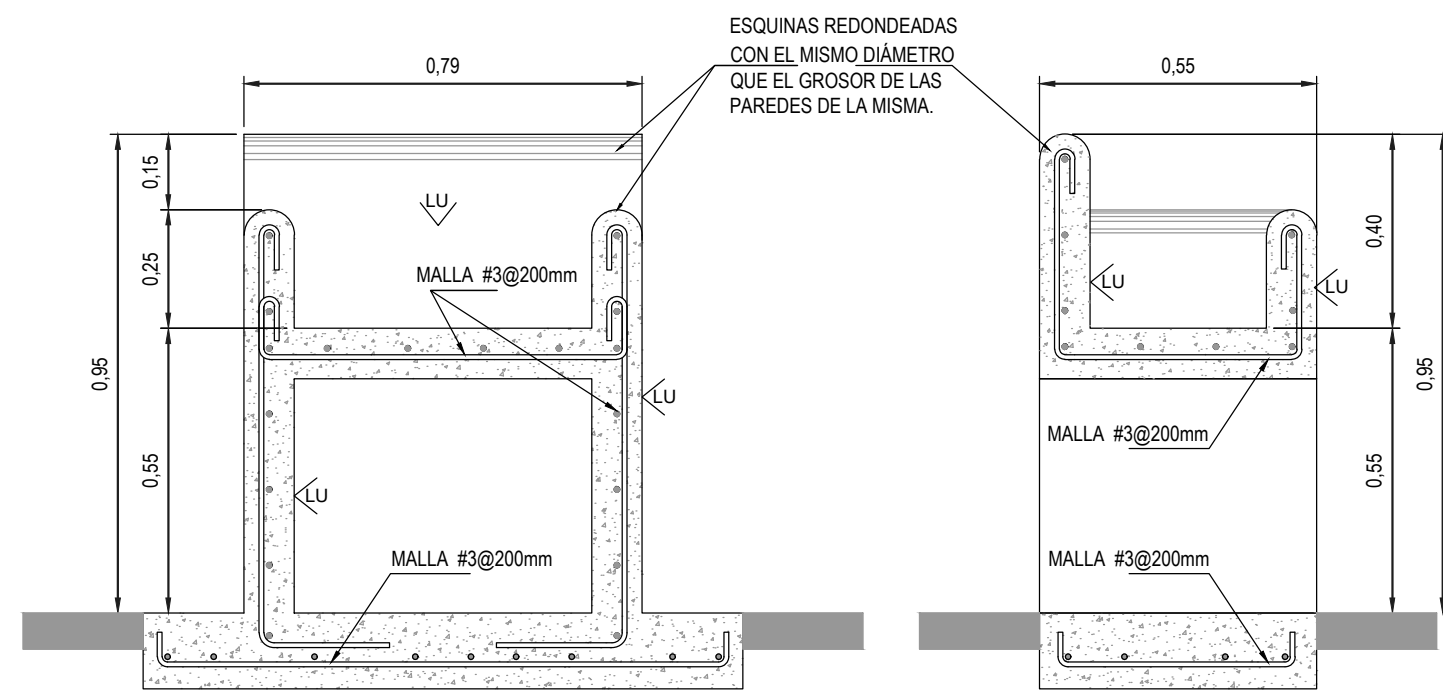 ESQUINAS REDONDEADAS
CON EL MISMO DIÁMETRO
QUE EL GROSOR DE LAS
PAREDES DE LA MISMA.
0,79
0,55
0,15
0,25
0,55
0,95
LU
MALLA #3@200mm
LU
LU
MALLA #3@200mm
0,40
0,55
0,95
LU
LU
MALLA #3@200mm
MALLA #3@200mm